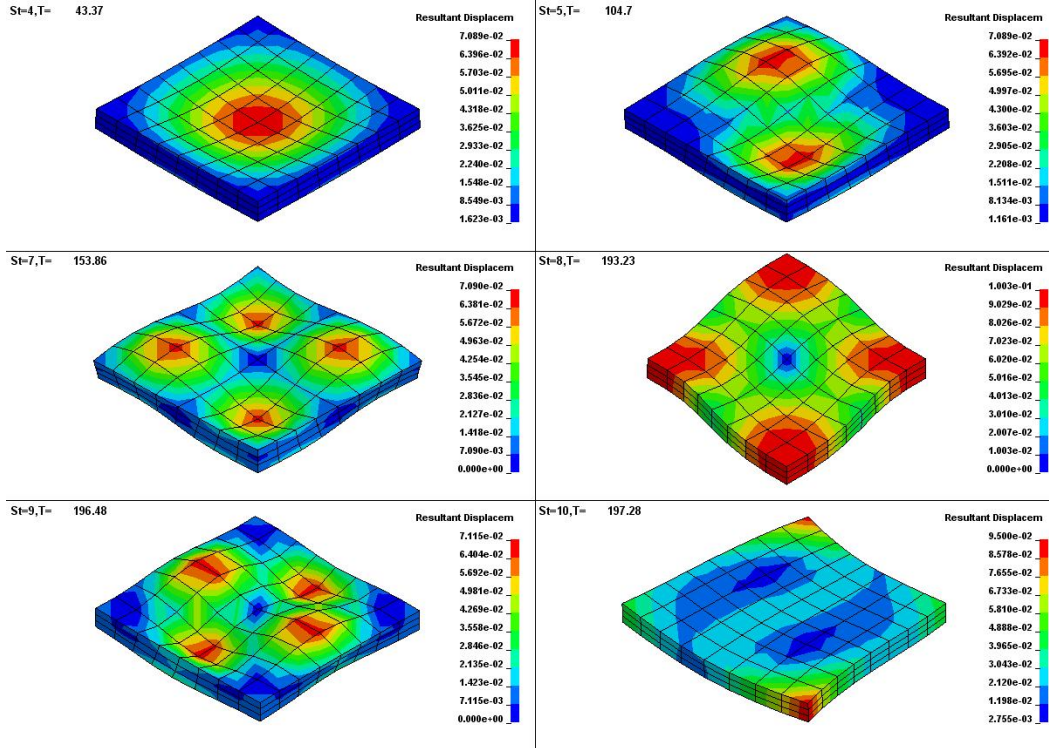 St=4,T= 43.37
Resultant Displacem
7.089e-02
6.396e-02
5.703e-02
5.011e-02
4.318e-02
3.625e-02
2.933e-02
2.240e-02
1.548e-02
8.549e-03
1.623e-03
St=5,T= 104.7
Resultant Displacem
7.089e-02
6.392e-02
5.695e-02
4.997e-02
4.300e-02
3.603e-02
2.905e-02
2.208e-02
1.511e-02
8.134e-03
1.161e-03
St=7,T= 153.86
Resultant Displacem
7.090e-02
6.381e-02
5.672e-02
4.963e-02
4.254e-02
3.545e-02
2.836e-02
2.127e-02
1.418e-02
7.090e-03
0.000e+00
St=8,T= 193.23
Resultant Displacem
1.003e-01
9.029e-02
8.026e-02
7.023e-02
6.020e-02
5.016e-02
4.013e-02
3.010e-02
2.007e-02
1.003e-02
0.000e+00
St=9,T= 196.48
Resultant Displacem
7.115e-02
6.404e-02
5.692e-02
4.981e-02
4.269e-02
3.558e-02
2.846e-02
2.135e-02
1.423e-02
7.115e-03
0.000e+00
St=10,T= 197.28
Resultant Displacem
9.500e-02
8.578e-02
7.655e-02
6.733e-02
5.810e-02
4.888e-02
3.965e-02
3.043e-02
2.120e-02
1.198e-02
2.755e-03